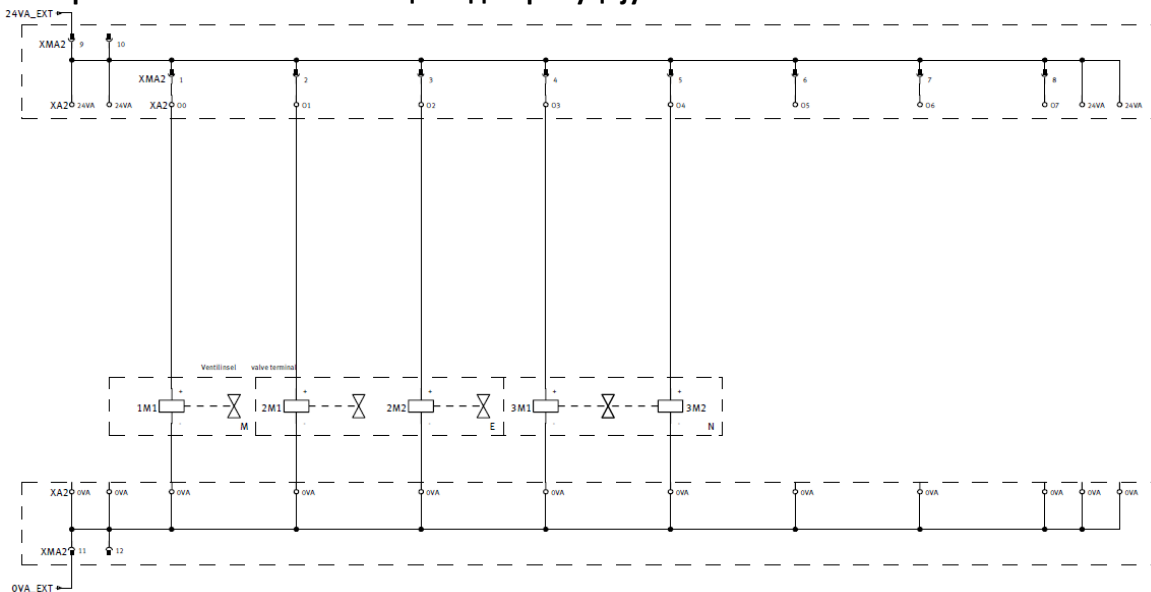 24VA_EXT
XMA2 9 10
XMA2 1 2 3 4 5 6 7 8
XA2 24VA 24VA XA2 O0 O1 O2 O3 O4 O5 O6 O7 24VA 24VA
Ventilinsel valve terminal
+ + + + +
1M1 2M1 2M2 3M1 3M2
M E N
- - - - -
XA2 0VA 0VA 0VA 0VA 0VA 0VA 0VA 0VA 0VA 0VA 0VA 0VA
XMA2 11 12
0VA_EXT